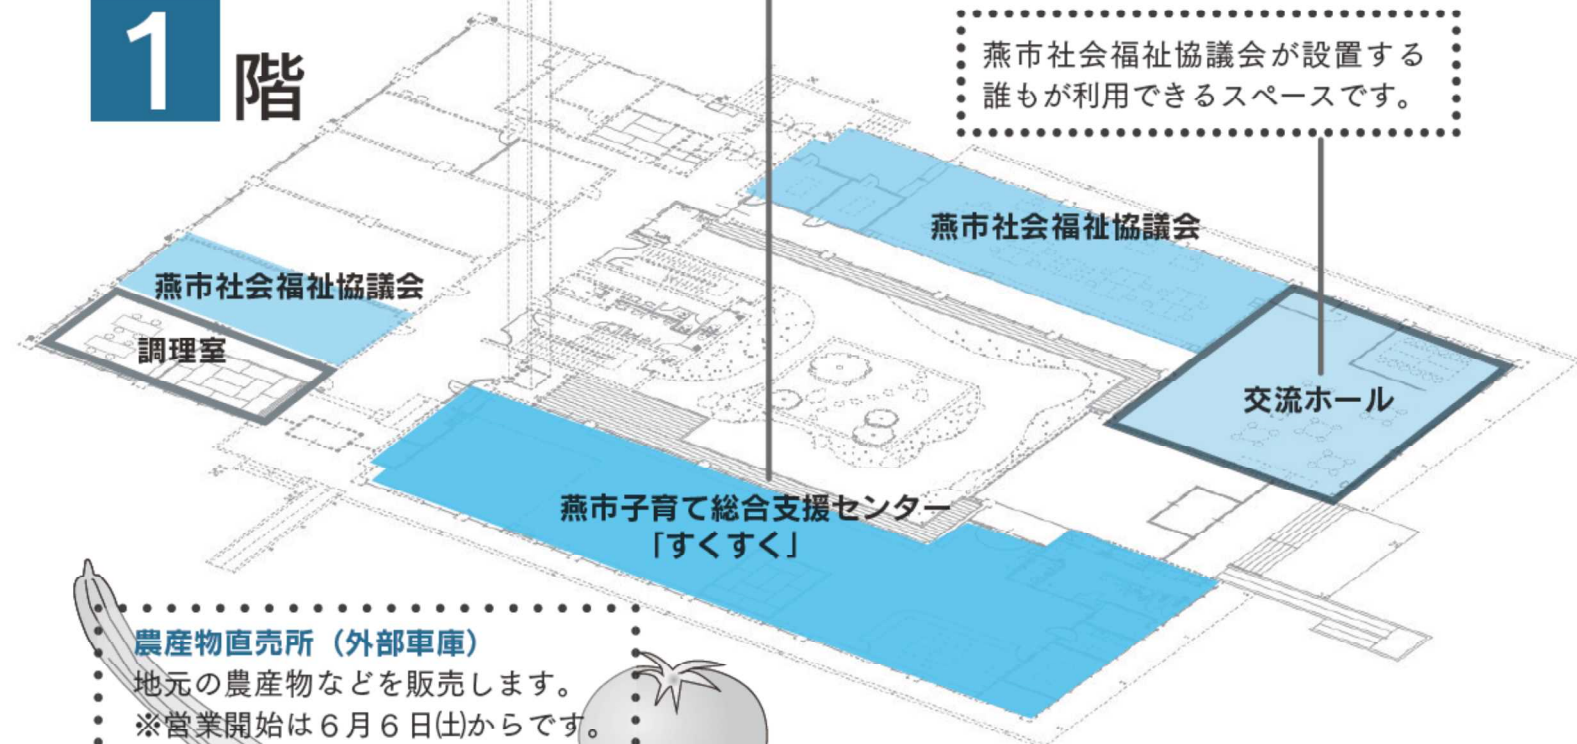 1階
燕市社会福祉協議会が設置する
誰もが利用できるスペースです。
燕市社会福祉協議会
燕市社会福祉協議会
調理室
交流ホール
燕市子育て総合支援センター
「すくすく」
農産物直売所（外部車庫）
地元の農産物などを販売します。
※営業開始は６月６日㈯からです。